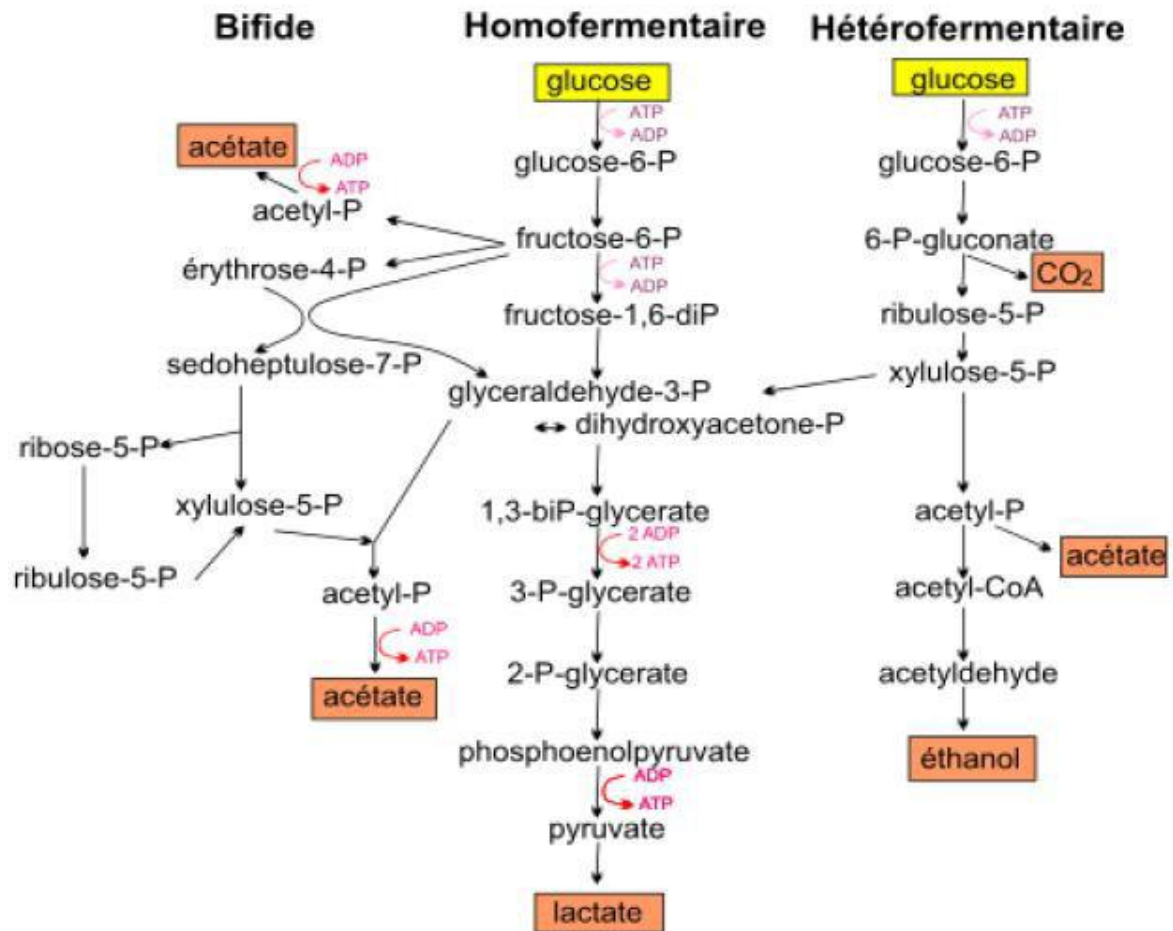 Bifide
Homofermentaire
Hétérofermentaire
glucose
glucose
ATP
ADP
ATP
ADP
acétate
ADP
ATP
glucose-6-P
glucose-6-P
acetyl-P
fructose-6-P
6-P-gluconate
érythrose-4-P
ATP
ADP
CO₂
fructose-1,6-diP
ribulose-5-P
sedoheptulose-7-P
glyceraldehyde-3-P
xylulose-5-P
dihydroxyacetone-P
ribose-5-P
xylulose-5-P
1,3-biP-glycerate
acetyl-P
2 ADP
2 ATP
acétate
ribulose-5-P
acetyl-P
3-P-glycerate
acetyl-CoA
ADP
ATP
2-P-glycerate
acetyldehyde
acétate
phosphoenolpyruvate
éthanol
ADP
ATP
pyruvate
lactate